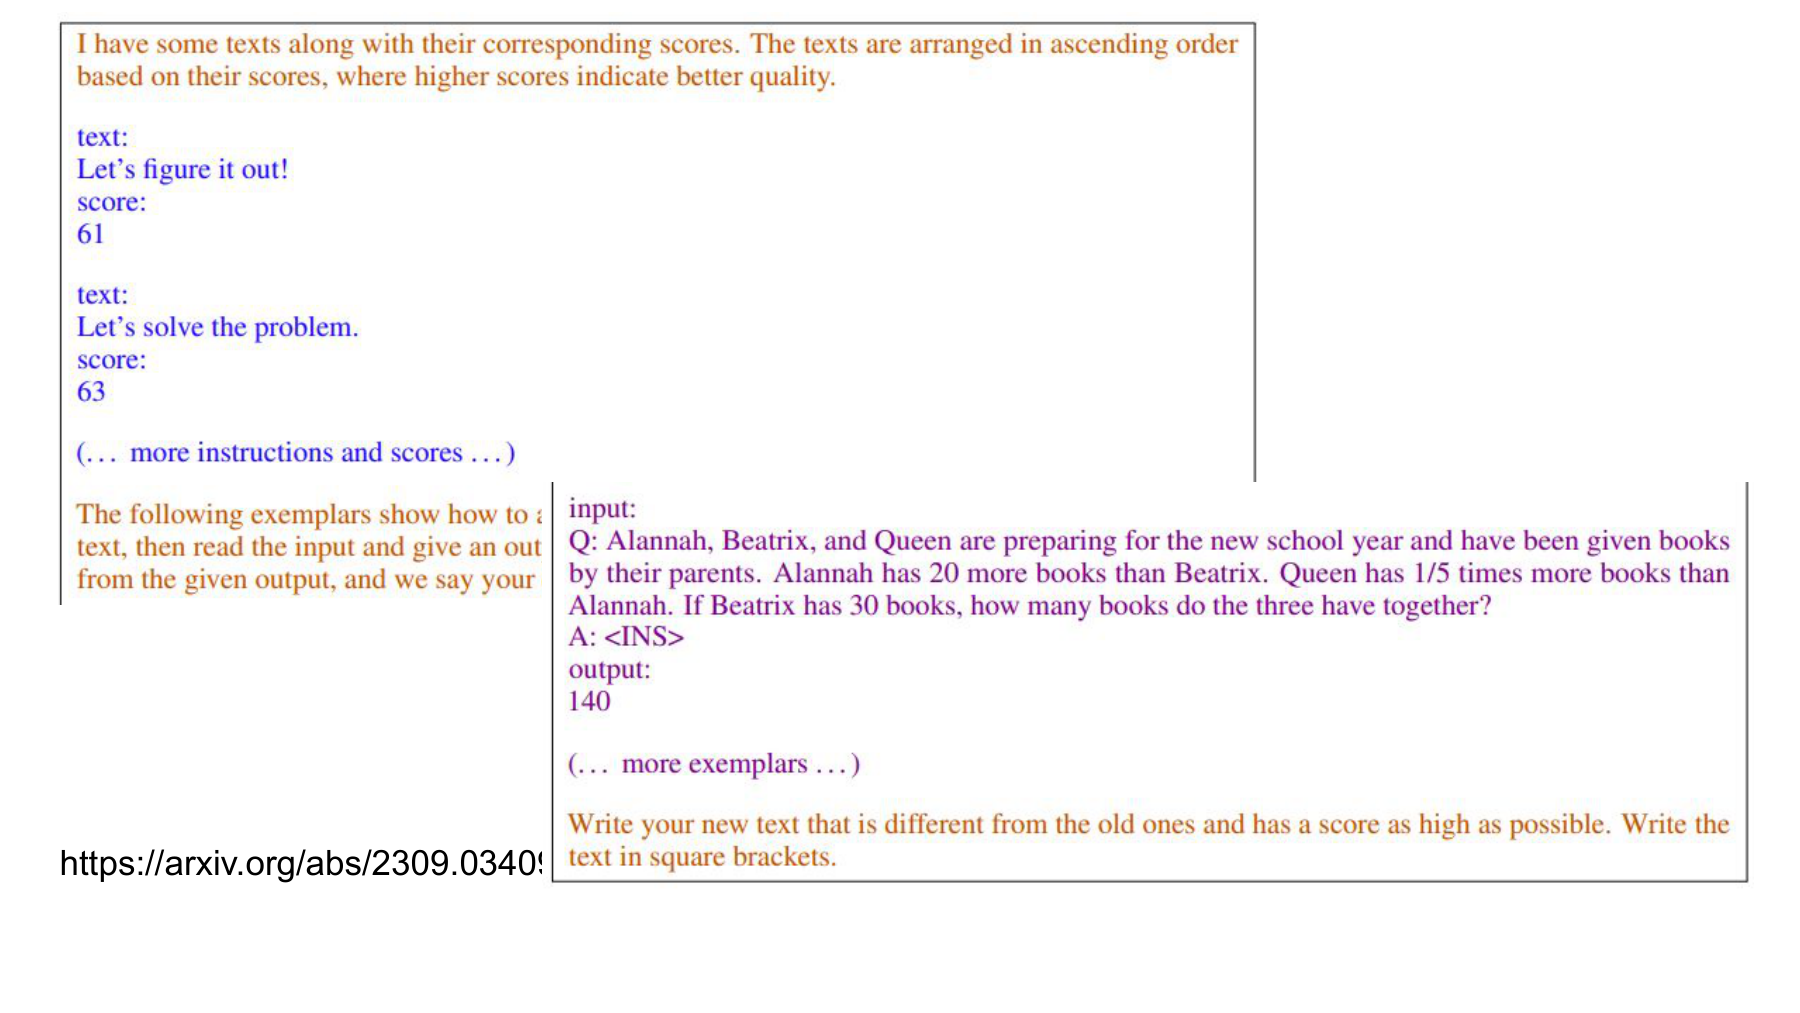 I have some texts along with their corresponding scores. The texts are arranged in ascending order
based on their scores, where higher scores indicate better quality.
text:
Let’s figure it out!
score:
61
text:
Let’s solve the problem.
score:
63
(... more instructions and scores ...)
The following exemplars show how to
text, then read the input and give an out
from the given output, and we say your
input:
Q: Alannah, Beatrix, and Queen are preparing for the new school year and have been given books
by their parents. Alannah has 20 more books than Beatrix. Queen has 1/5 times more books than
Alannah. If Beatrix has 30 books, how many books do the three have together?
A: <INS>
output:
140
(... more exemplars ...)
Write your new text that is different from the old ones and has a score as high as possible. Write the
text in square brackets.
https://arxiv.org/abs/2309.0340